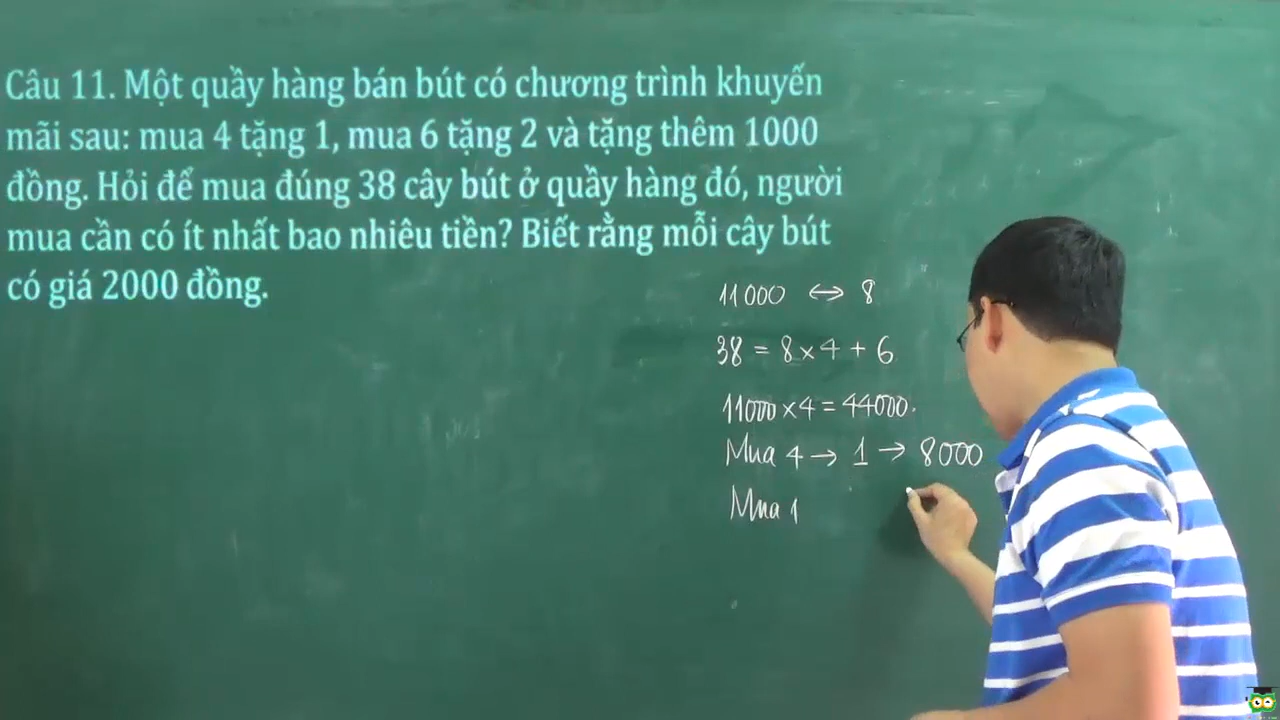 Câu 11. Một quầy hàng bán bút có chương trình khuyến
mãi sau: mua 4 tặng 1, mua 6 tặng 2 và tặng thêm 1000
đồng. Hỏi để mua đúng 38 cây bút ở quầy hàng đó, người
mua cần có ít nhất bao nhiêu tiền? Biết rằng mỗi cây bút
có giá 2000 đồng.
11000 ↔ 8
38 = 8 × 4 + 6
11000 × 4 = 44000.
Mua 4 → 1 → 8000
Mua 1